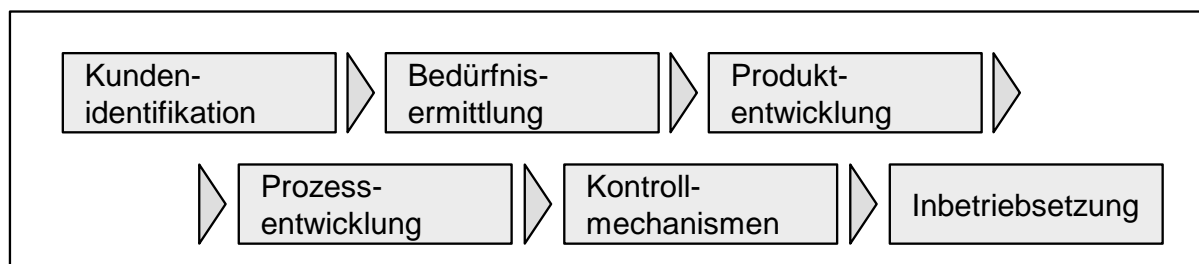 Kunden-
identifikation
Bedürfnis-
ermittlung
Produkt-
entwicklung
Prozess-
entwicklung
Kontroll-
mechanismen
Inbetriebsetzung